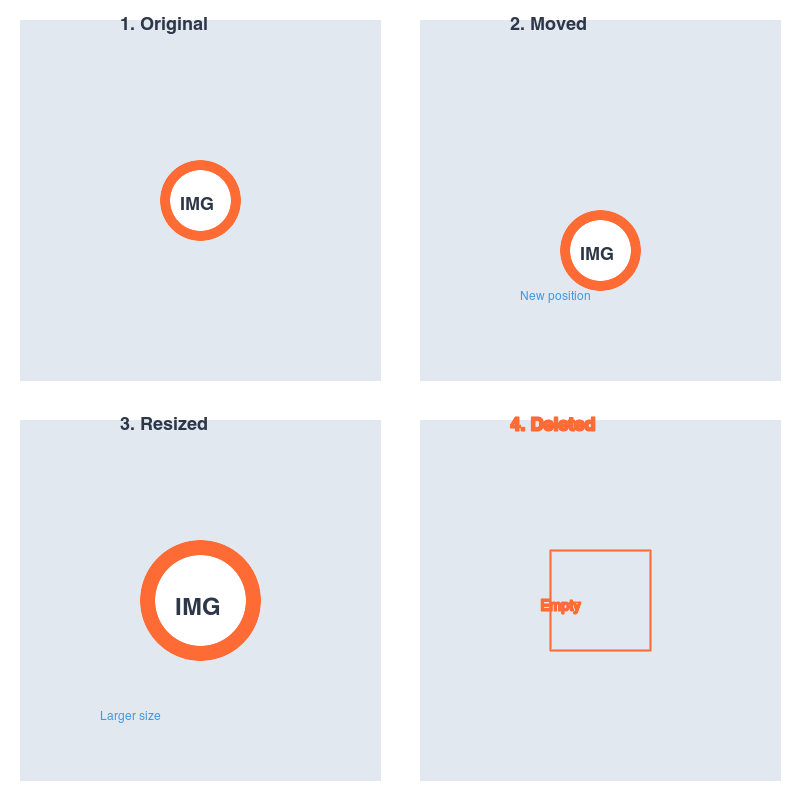 1. Original
IMG
2. Moved
IMG
New position
3. Resized
IMG
Larger size
4. Deleted
Empty